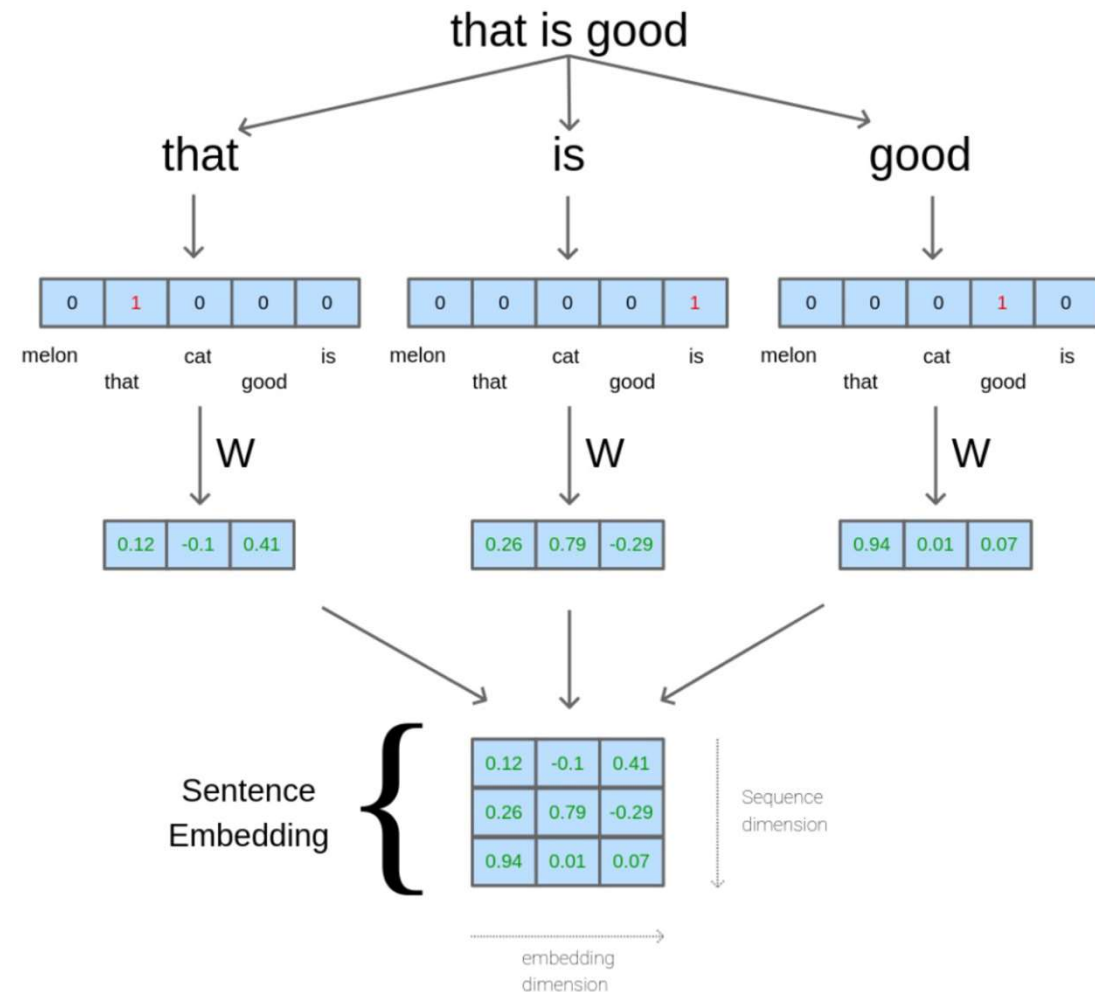 that is good
that is good
0 1 0 0 0 0 0 0 0 1 0 0 0 1 0
melon cat is melon cat is melon cat is
that good that good that good
W W W
0.12 -0.1 0.41 0.26 0.79 -0.29 0.94 0.01 0.07
0.12 -0.1 0.41
Sentence
Embedding
0.26 0.79 -0.29
0.94 0.01 0.07
Sequence
dimension
embedding
dimension